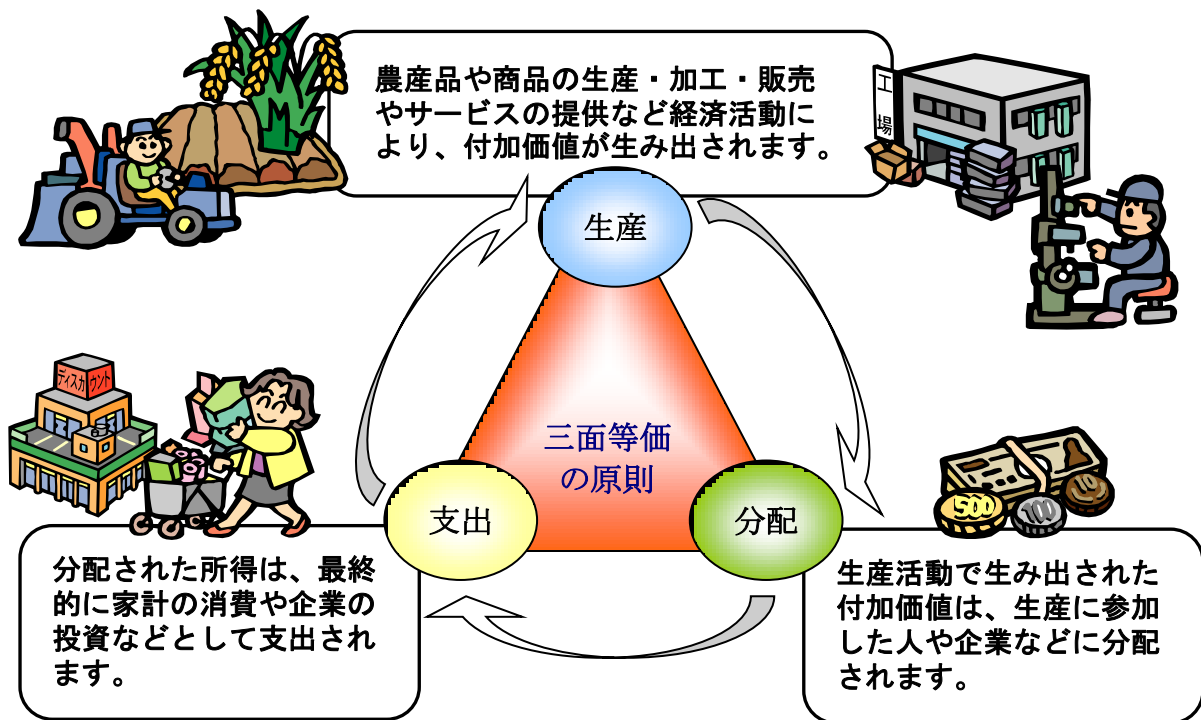 農産品や商品の生産・加工・販売
やサービスの提供など経済活動に
より、付加価値が生み出されます。
工
場
生産
三面等価
の原則
ディスカウント
支出
分配
500
100
10
分配された所得は、最終
的に家計の消費や企業の
投資などとして支出され
ます。
生産活動で生み出された
付加価値は、生産に参加
した人や企業などに分配
されます。